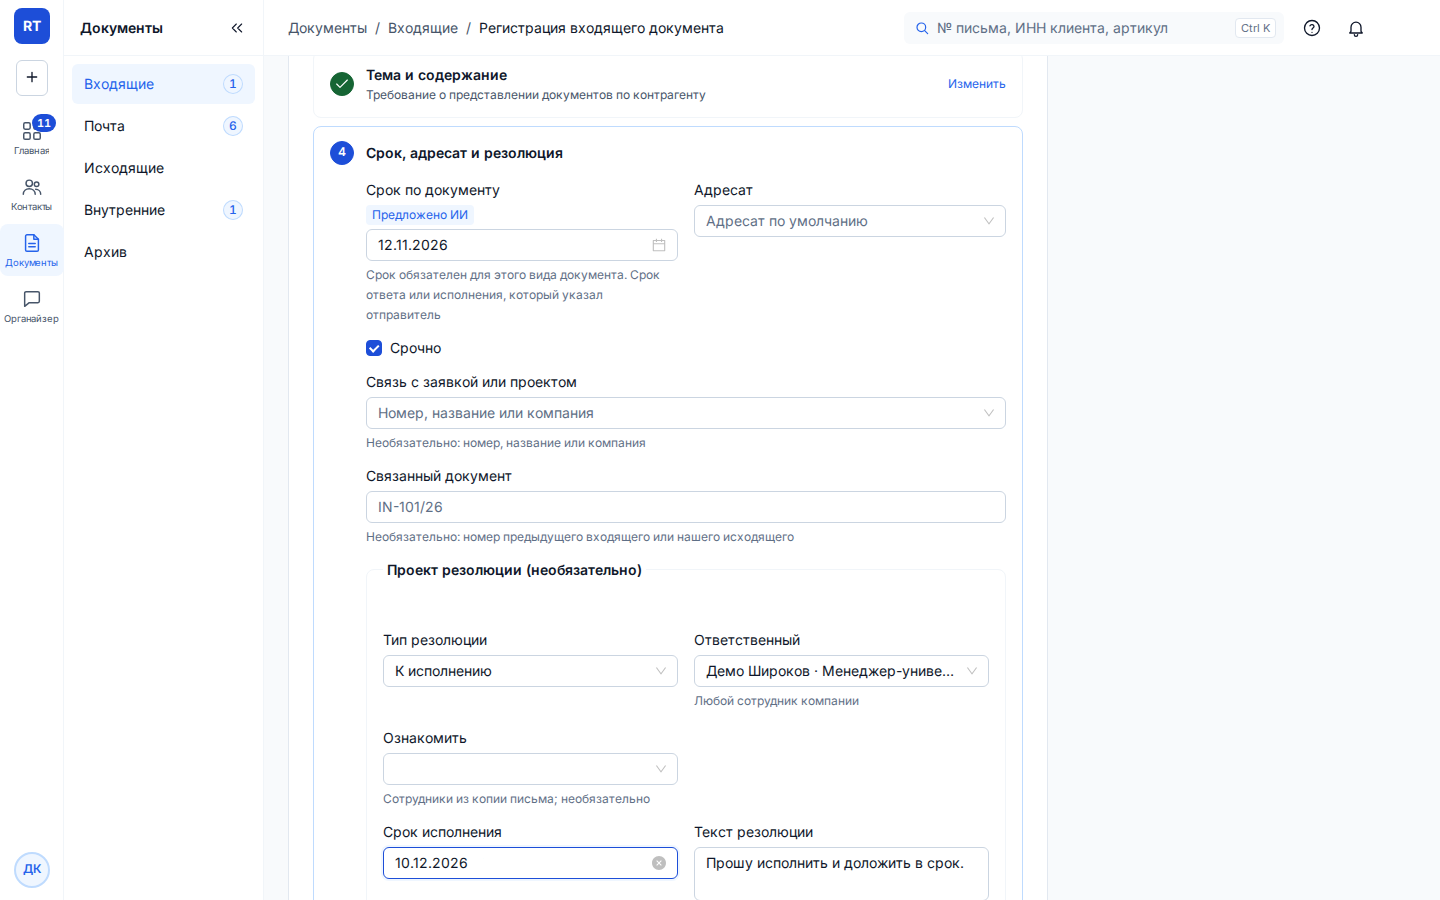 RT
Документы
Документы / Входящие / Регистрация входящего документа
№ письма, ИНН клиента, артикул
Ctrl K
11
Главная
Контакты
Документы
Органайзер
ДК
Входящие
1
Почта
6
Исходящие
Внутренние
1
Архив
Тема и содержание
Требование о представлении документов по контрагенту
Изменить
4
Срок, адресат и резолюция
Срок по документу
Предложено ИИ
12.11.2026
Срок обязателен для этого вида документа. Срок
ответа или исполнения, который указал
отправитель
Адресат
Адресат по умолчанию
Срочно
Связь с заявкой или проектом
Номер, название или компания
Необязательно: номер, название или компания
Связанный документ
IN-101/26
Необязательно: номер предыдущего входящего или нашего исходящего
Проект резолюции (необязательно)
Тип резолюции
К исполнению
Ответственный
Демо Широков · Менеджер-униве...
Любой сотрудник компании
Ознакомить
Сотрудники из копии письма; необязательно
Срок исполнения
10.12.2026
Текст резолюции
Прошу исполнить и доложить в срок.